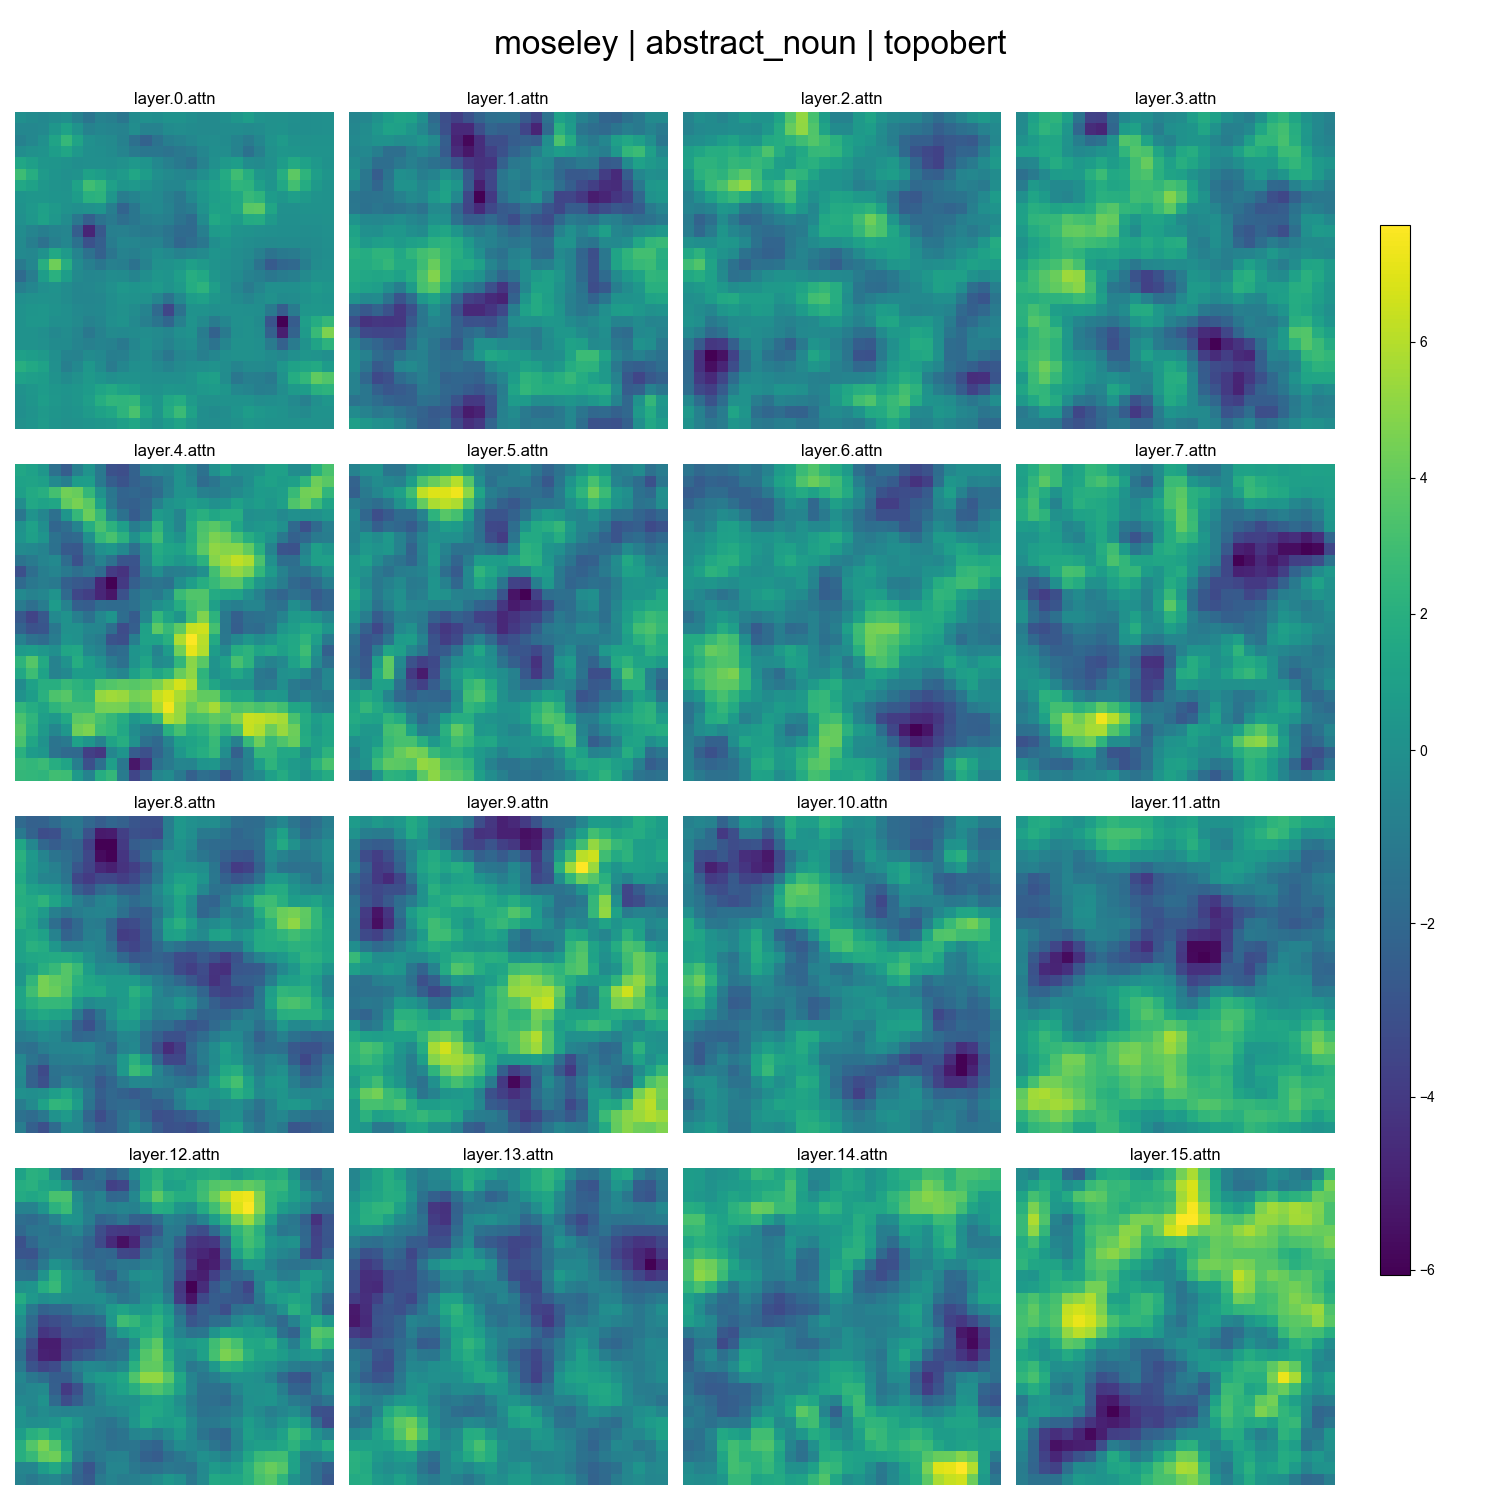 moseley | abstract_noun | topobert
layer.0.attn
layer.1.attn
layer.2.attn
layer.3.attn
layer.4.attn
layer.5.attn
layer.6.attn
layer.7.attn
layer.8.attn
layer.9.attn
layer.10.attn
layer.11.attn
layer.12.attn
layer.13.attn
layer.14.attn
layer.15.attn
6
4
2
0
−2
−4
−6